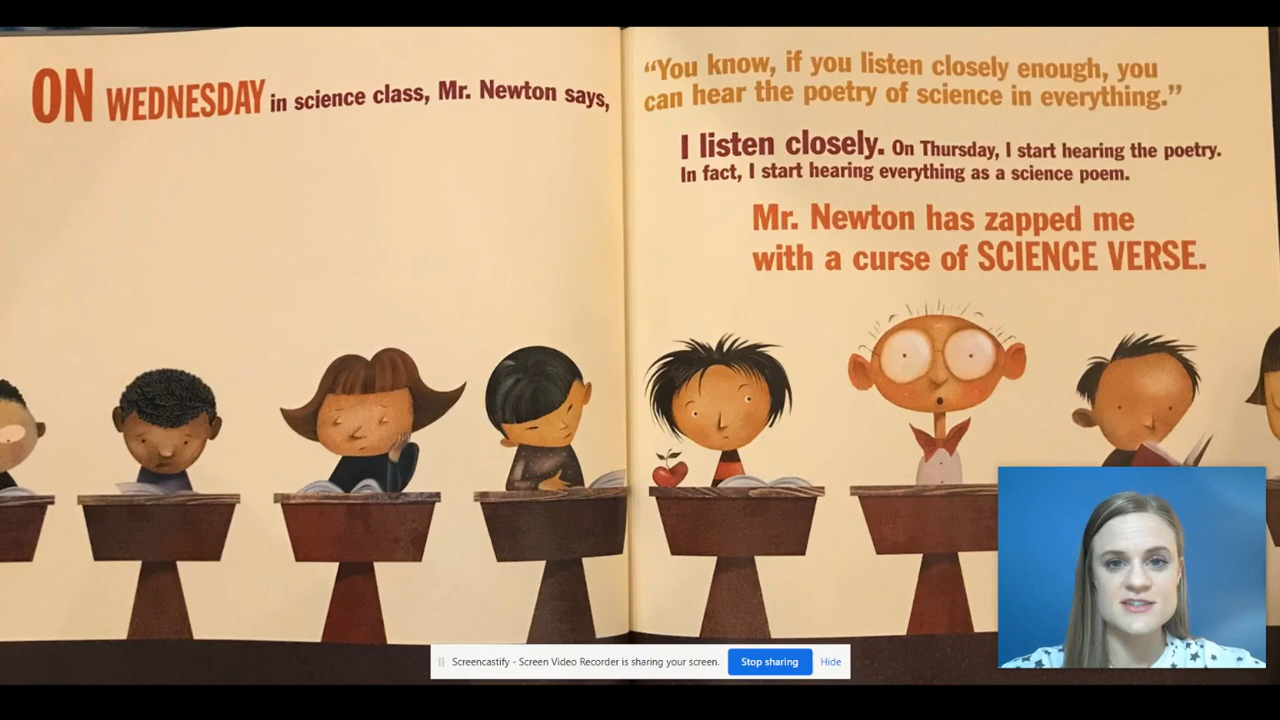 ON WEDNESDAY in science class, Mr. Newton says,
“You know, if you listen closely enough, you
can hear the poetry of science in everything.”
I listen closely. On Thursday, I start hearing the poetry.
In fact, I start hearing everything as a science poem.
Mr. Newton has zapped me
with a curse of SCIENCE VERSE.
Screencastify - Screen Video Recorder is sharing your screen. Stop sharing Hide